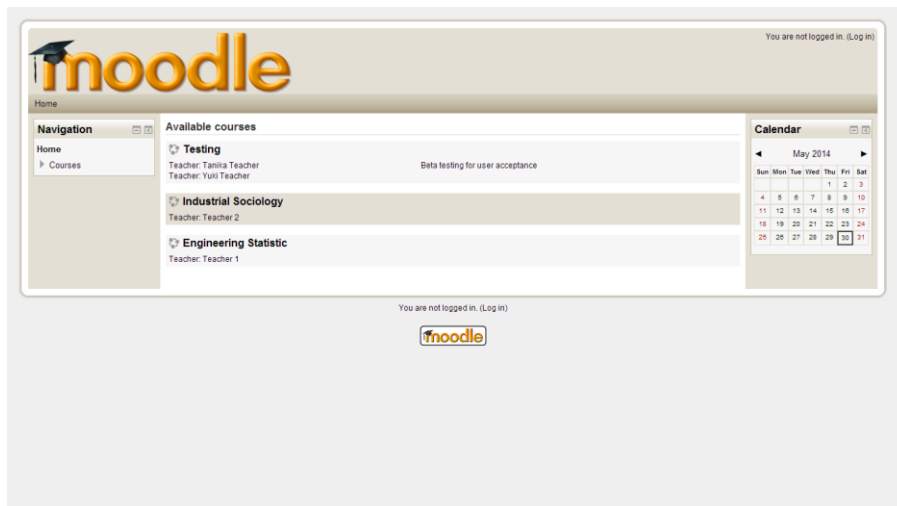 You are not logged in. (Log in)
moodle
Home
Navigation
Home
Courses
Available courses
Testing
Teacher: Tanika Teacher
Teacher: Yuki Teacher
Beta testing for user acceptance
Industrial Sociology
Teacher: Teacher 2
Engineering Statistic
Teacher: Teacher 1
Calendar
May 2014
Sun Mon Tue Wed Thu Fri Sat
1 2 3
4 5 6 7 8 9 10
11 12 13 14 15 16 17
18 19 20 21 22 23 24
25 26 27 28 29 30 31
You are not logged in. (Log in)
moodle